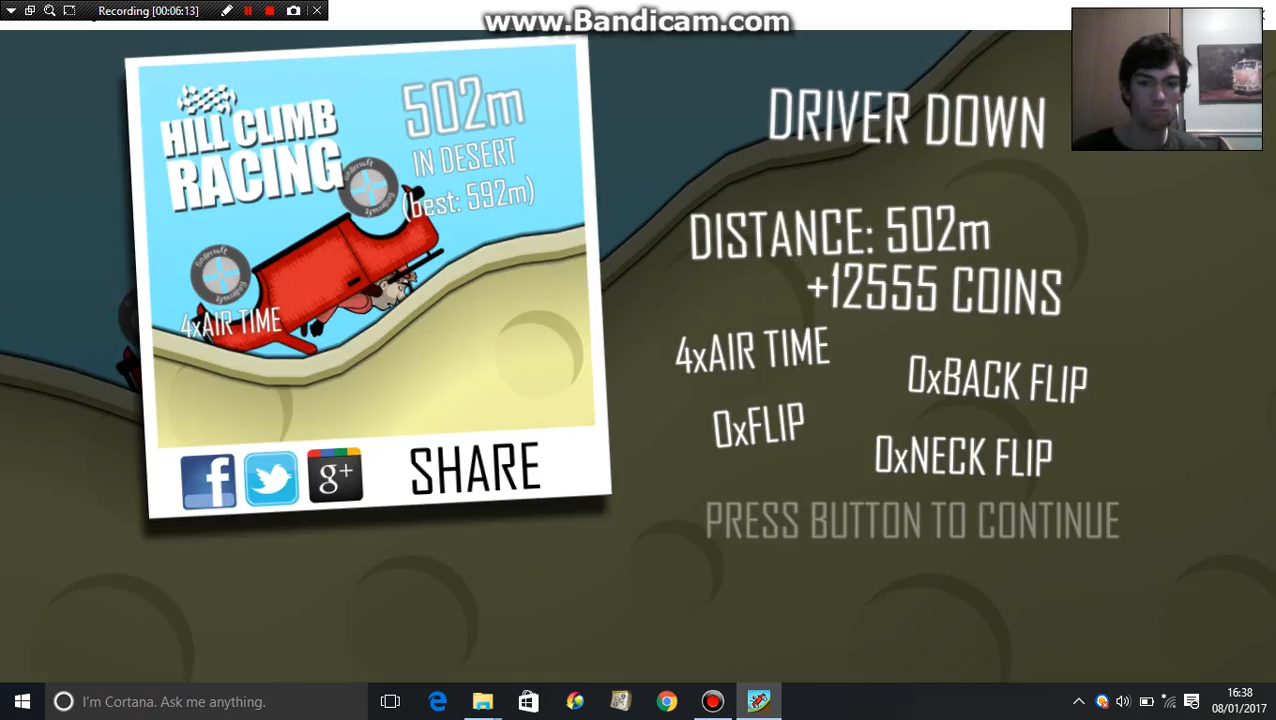 Recording [00:06:13]
www.Bandicam.com
HILL CLIMB
RACING
502m
IN DESERT
(best: 592m)
4xAIR TIME
SHARE
DRIVER DOWN
DISTANCE: 502m
+12555 COINS
4xAIR TIME
0xBACK FLIP
0xFLIP
0xNECK FLIP
PRESS BUTTON TO CONTINUE
I'm Cortana. Ask me anything.
16:38
08/01/2017